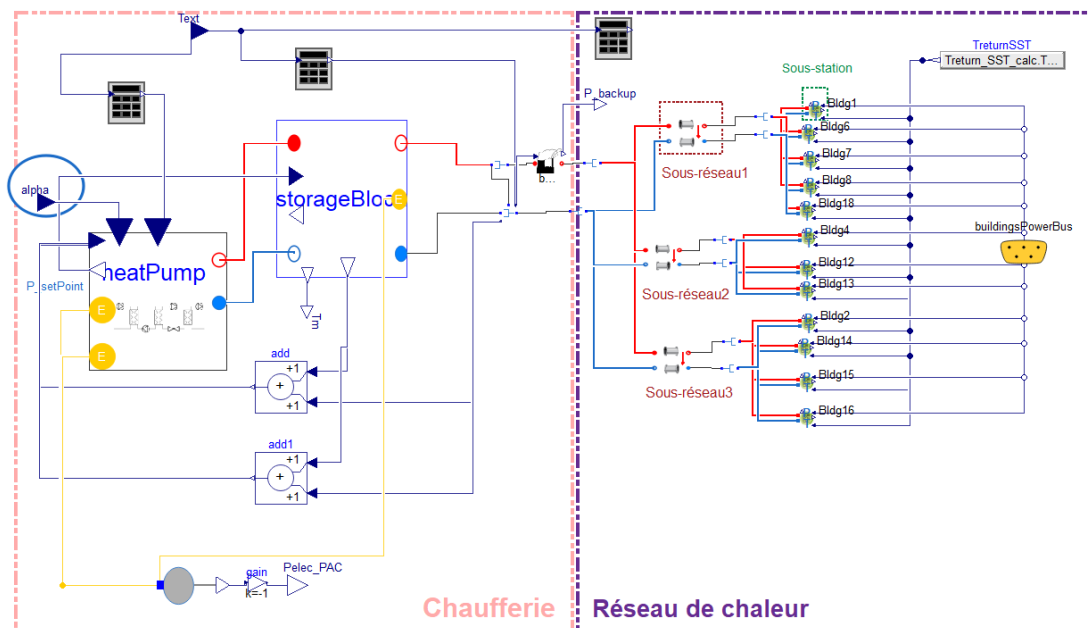 Text
TreturnSST
Treturn_SST_calc.T...
Sous-station
P_backup
Bldg1
Bldg6
Bldg7
Bldg8
Bldg18
Sous-réseau1
alpha
storageBloc
E
b...
buildingsPowerBus
heatPump
P_setPoint
E
E
Tm
Bldg4
Bldg12
Bldg13
Sous-réseau2
Bldg2
Bldg14
Bldg15
Bldg16
Sous-réseau3
add
+1
+
+1
add1
+1
+
+1
gain
k=-1
Pelec_PAC
Chaufferie
Réseau de chaleur